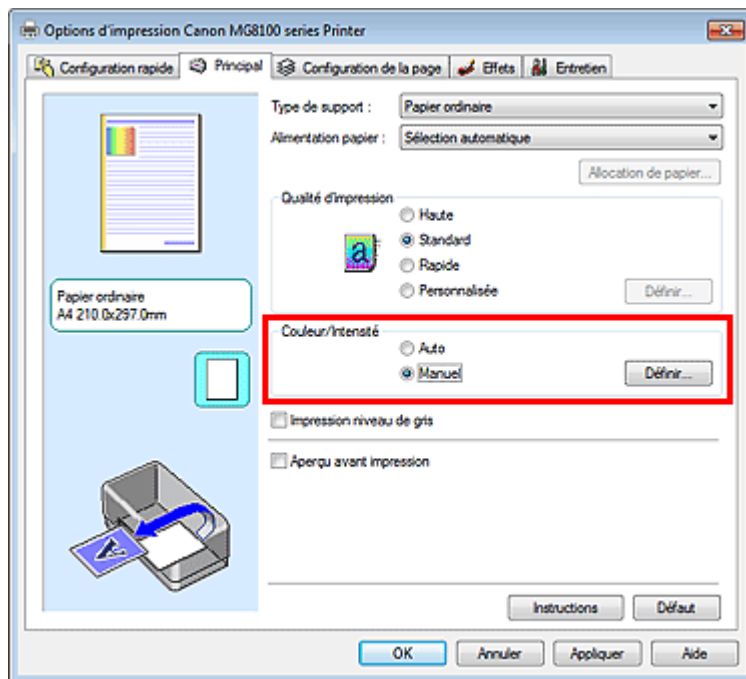 Options d'impression Canon MG8100 series Printer
Configuration rapide Principal Configuration de la page Effets Entretien
Type de support : Papier ordinaire
Alimentation papier : Sélection automatique
Allocation de papier...
Qualité d'impression
Haute
a Standard
Rapide
Personnalisée Définir...
Papier ordinaire
A4 210.0x297.0mm
Couleur/Intensité
Auto
Manuel Définir...
Impression niveau de gris
Aperçu avant impression
Instructions Défaut
OK Annuler Appliquer Aide